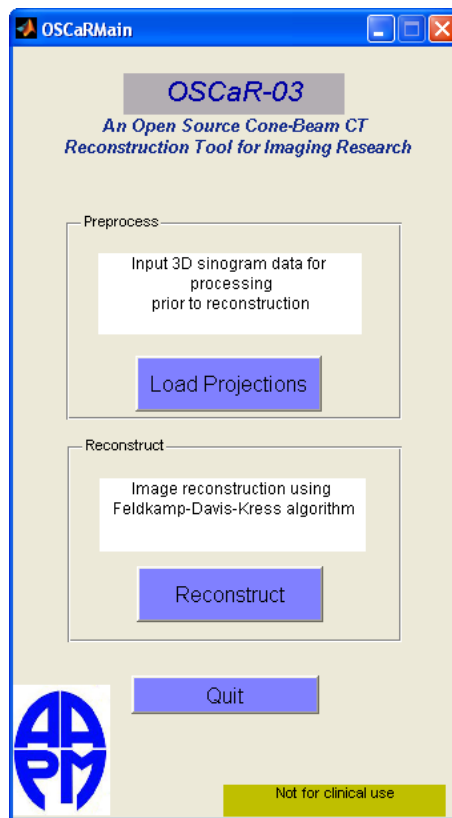 OSCaRMain
OSCaR-03
An Open Source Cone-Beam CT
Reconstruction Tool for Imaging Research
Preprocess
Input 3D sinogram data for
processing
prior to reconstruction
Load Projections
Reconstruct
Image reconstruction using
Feldkamp-Davis-Kress algorithm
Reconstruct
Quit
AA
PM
Not for clinical use